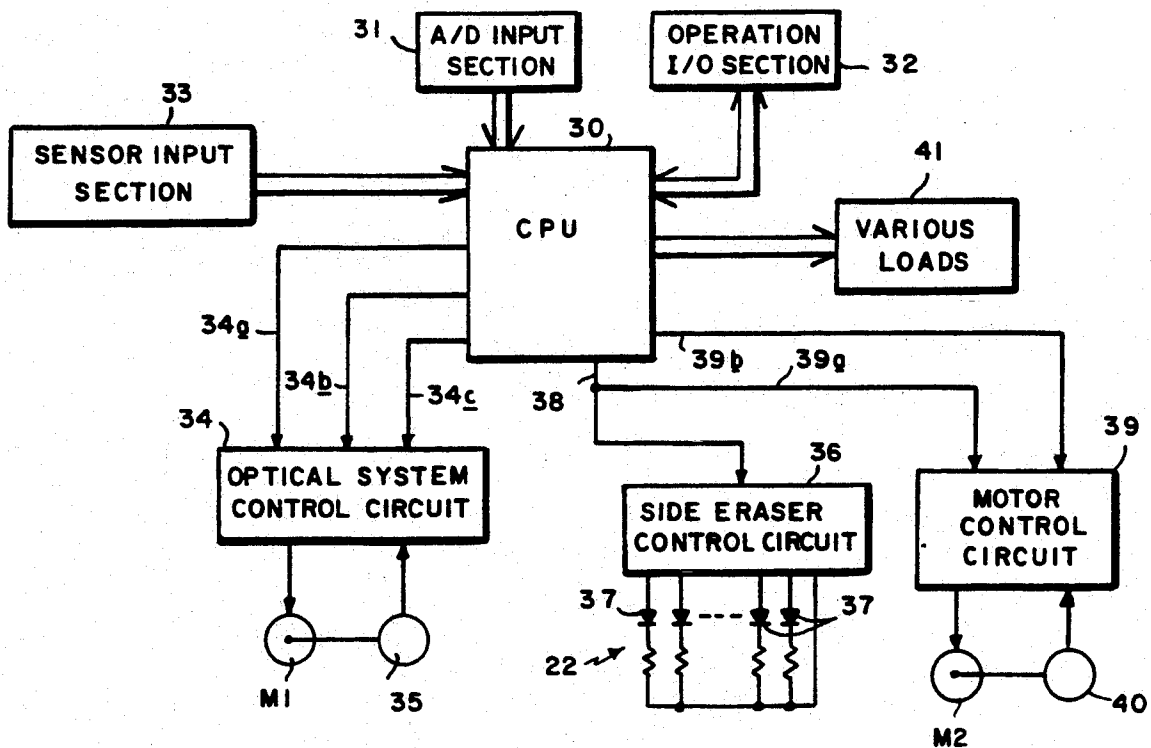 31
A/D INPUT
SECTION
OPERATION
I/O SECTION
32
33
SENSOR INPUT
SECTION
30
CPU
41
VARIOUS
LOADS
34a
34b
34c
39b
39a
38
34
OPTICAL SYSTEM
CONTROL CIRCUIT
36
SIDE ERASER
CONTROL CIRCUIT
39
MOTOR
CONTROL
CIRCUIT
37
37
22
M1
35
M2
40